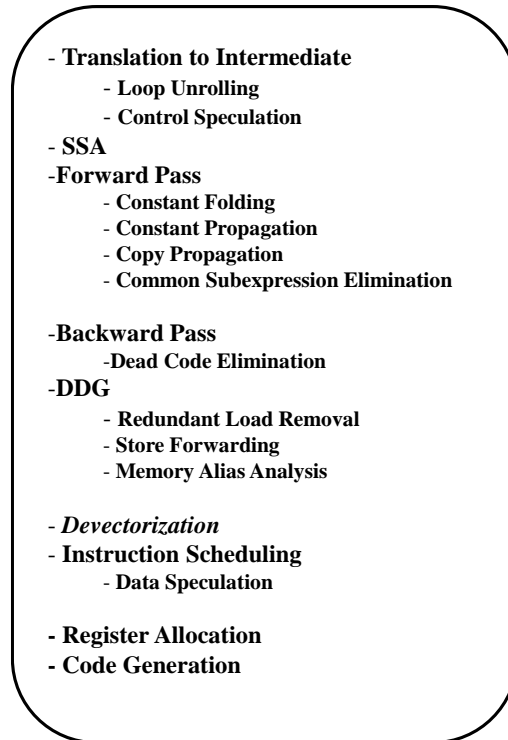 - Translation to Intermediate
- Loop Unrolling
- Control Speculation
- SSA
-Forward Pass
- Constant Folding
- Constant Propagation
- Copy Propagation
- Common Subexpression Elimination
-Backward Pass
-Dead Code Elimination
-DDG
- Redundant Load Removal
- Store Forwarding
- Memory Alias Analysis
- Devectorization
- Instruction Scheduling
- Data Speculation
- Register Allocation
- Code Generation